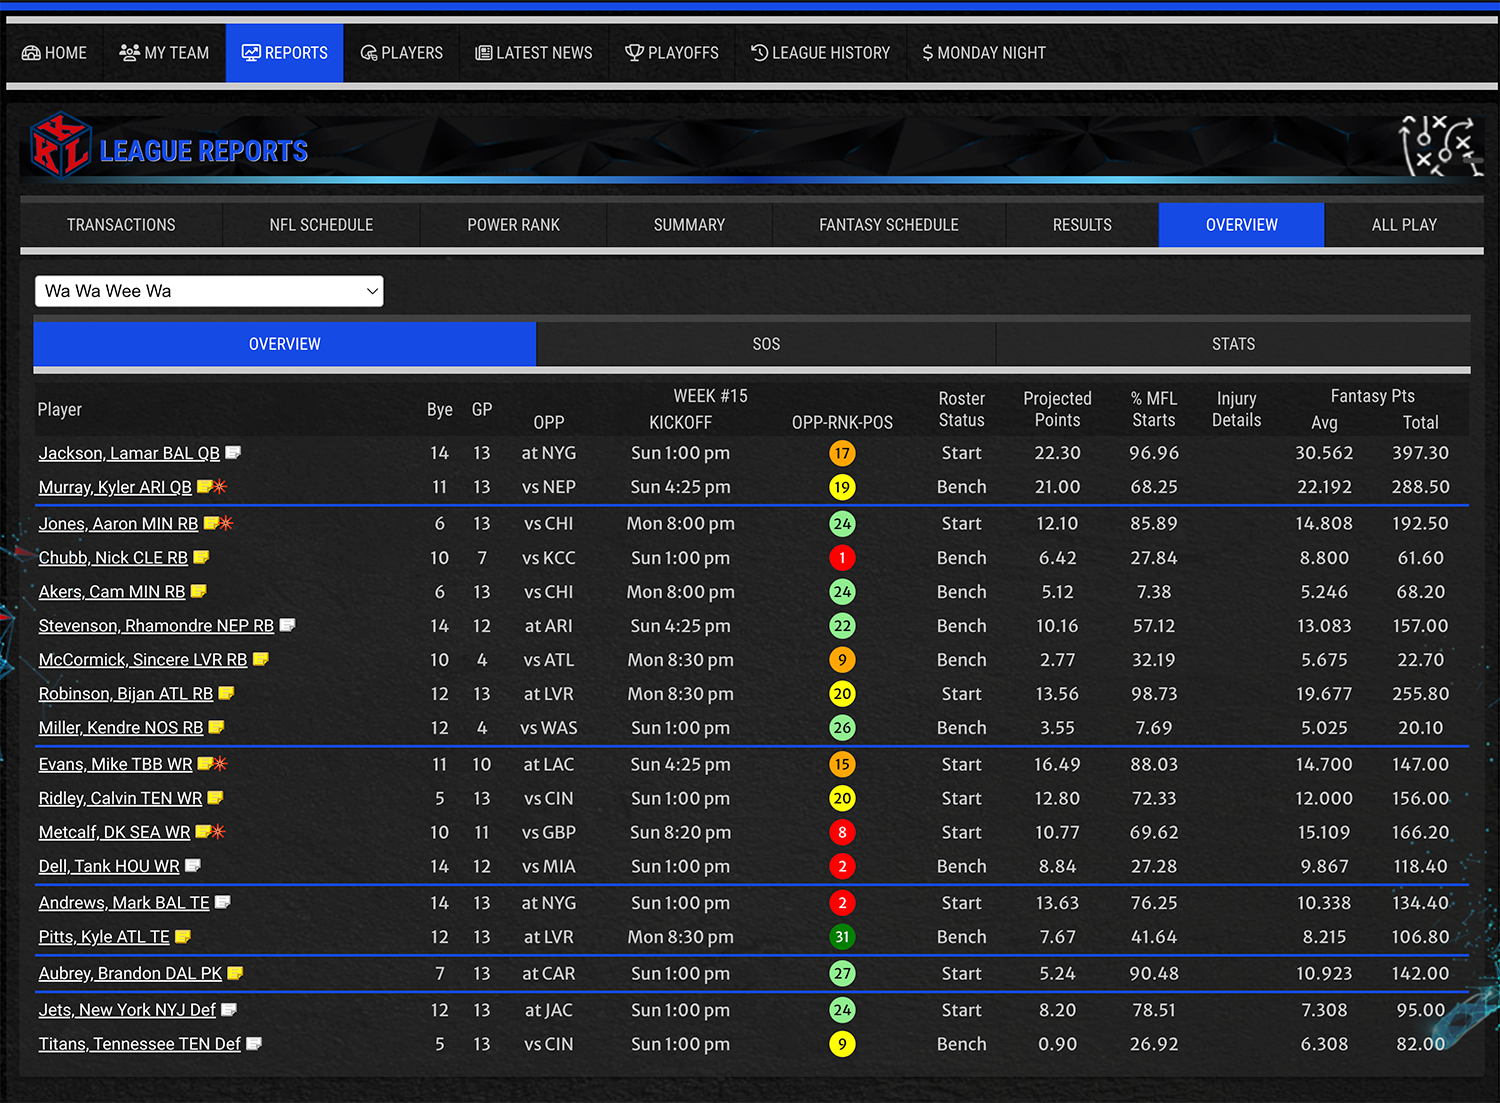 HOME MY TEAM REPORTS PLAYERS LATEST NEWS PLAYOFFS LEAGUE HISTORY $ MONDAY NIGHT
KRL LEAGUE REPORTS
TRANSACTIONS NFL SCHEDULE POWER RANK SUMMARY FANTASY SCHEDULE RESULTS OVERVIEW ALL PLAY
Wa Wa Wee Wa
OVERVIEW SOS STATS
Player Bye GP WEEK #15 OPP KICKOFF OPP-RNK-POS Roster Status Projected Points % MFL Starts Injury Details Fantasy Pts Avg Total
Jackson, Lamar BAL QB 14 13 at NYG Sun 1:00 pm 17 Start 22.30 96.96 30.562 397.30
Murray, Kyler ARI QB 11 13 vs NEP Sun 4:25 pm 19 Bench 21.00 68.25 22.192 288.50
Jones, Aaron MIN RB 6 13 vs CHI Mon 8:00 pm 24 Start 12.10 85.89 14.808 192.50
Chubb, Nick CLE RB 10 7 vs KCC Sun 1:00 pm 1 Bench 6.42 27.84 8.800 61.60
Akers, Cam MIN RB 6 13 vs CHI Mon 8:00 pm 24 Bench 5.12 7.38 5.246 68.20
Stevenson, Rhamondre NEP RB 14 12 at ARI Sun 4:25 pm 22 Bench 10.16 57.12 13.083 157.00
McCormick, Sincere LVR RB 10 4 vs ATL Mon 8:30 pm 9 Bench 2.77 32.19 5.675 22.70
Robinson, Bijan ATL RB 12 13 at LVR Mon 8:30 pm 20 Start 13.56 98.73 19.677 255.80
Miller, Kendre NOS RB 12 4 vs WAS Sun 1:00 pm 26 Bench 3.55 7.69 5.025 20.10
Evans, Mike TBB WR 11 10 at LAC Sun 4:25 pm 15 Start 16.49 88.03 14.700 147.00
Ridley, Calvin TEN WR 5 13 vs CIN Sun 1:00 pm 20 Start 12.80 72.33 12.000 156.00
Metcalf, DK SEA WR 10 11 vs GBP Sun 8:20 pm 8 Start 10.77 69.62 15.109 166.20
Dell, Tank HOU WR 14 12 vs MIA Sun 1:00 pm 2 Bench 8.84 27.28 9.867 118.40
Andrews, Mark BAL TE 14 13 at NYG Sun 1:00 pm 2 Start 13.63 76.25 10.338 134.40
Pitts, Kyle ATL TE 12 13 at LVR Mon 8:30 pm 31 Bench 7.67 41.64 8.215 106.80
Aubrey, Brandon DAL PK 7 13 at CAR Sun 1:00 pm 27 Start 5.24 90.48 10.923 142.00
Jets, New York NYJ Def 12 13 at JAC Sun 1:00 pm 24 Start 8.20 78.51 7.308 95.00
Titans, Tennessee TEN Def 5 13 vs CIN Sun 1:00 pm 9 Bench 0.90 26.92 6.308 82.00